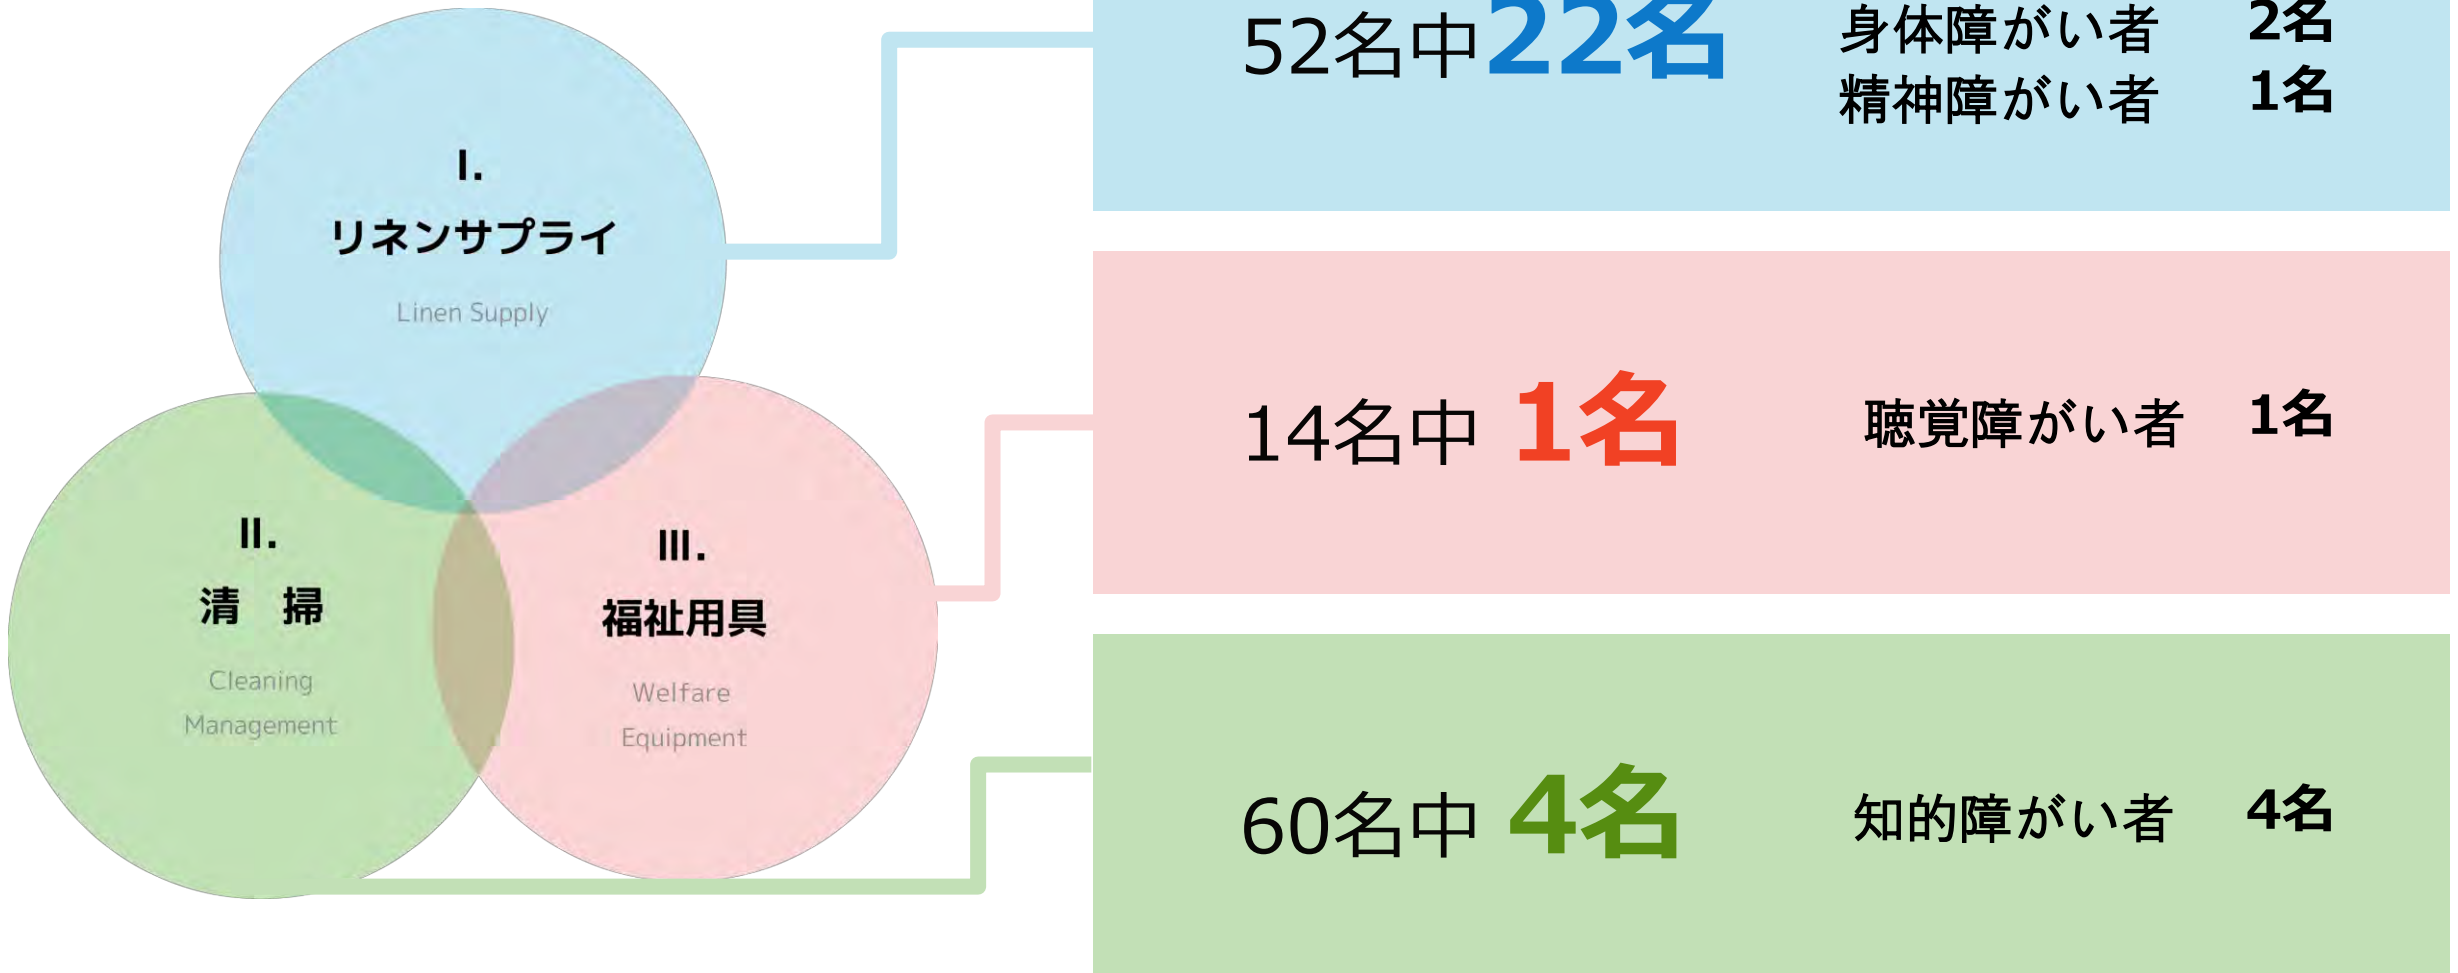 I.
リネンサプライ
Linen Supply
II.
清　掃
Cleaning
Management
III.
福祉用具
Welfare
Equipment
52名中22名
身体障がい者 2名
精神障がい者 1名
14名中 1名
聴覚障がい者 1名
60名中 4名
知的障がい者 4名